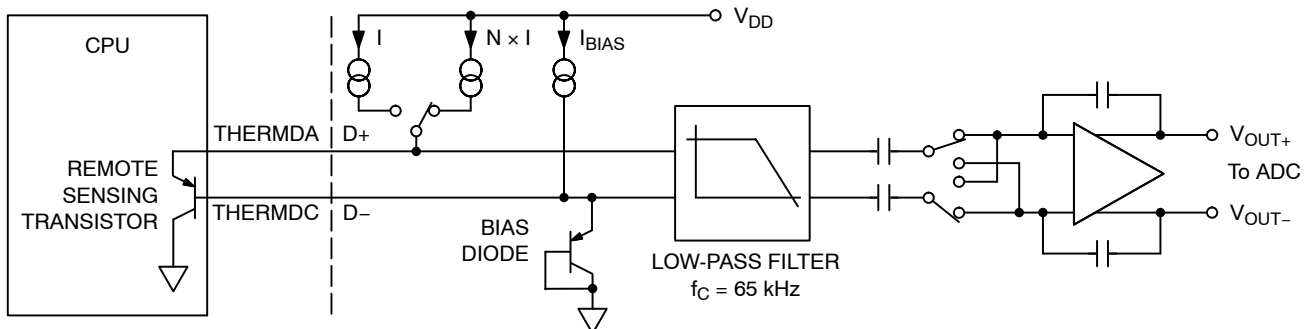 CPU
I
N × I
I_BIAS
V_DD
THERMDA
D+
REMOTE
SENSING
TRANSISTOR
THERMDC
D−
BIAS
DIODE
LOW-PASS FILTER
f_C = 65 kHz
V_OUT+
To ADC
V_OUT−